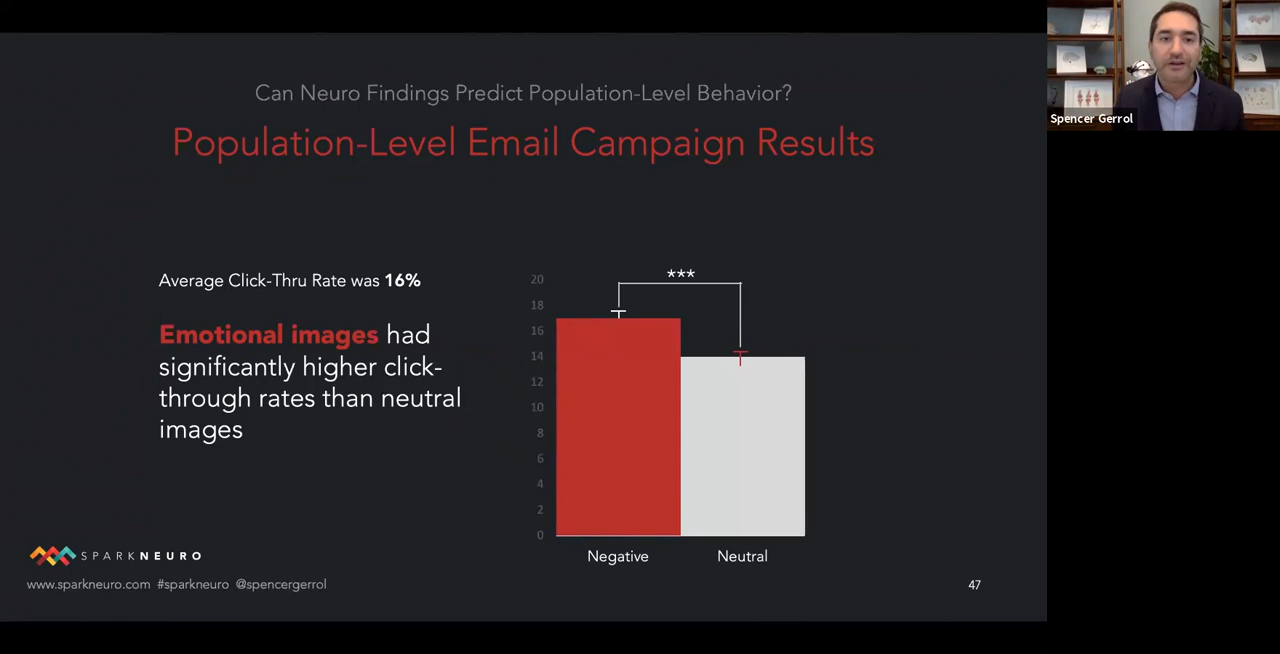 Can Neuro Findings Predict Population-Level Behavior?
Population-Level Email Campaign Results
Spencer Gerrol
Average Click-Thru Rate was 16%
Emotional images had
significantly higher click-
through rates than neutral
images
***
20
18
16
14
12
10
8
6
4
2
0
Negative
Neutral
SPARKNEURO
www.sparkneuro.com #sparkneuro @spencergerrol
47